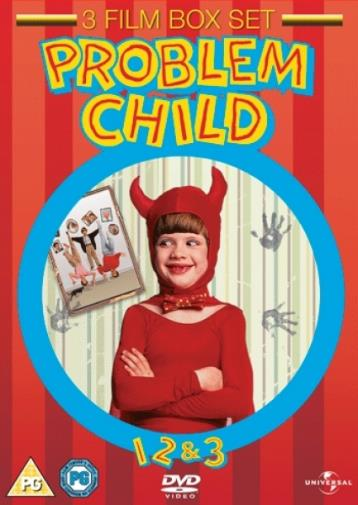 3 FILM BOX SET
PROBLEM
CHILD
1 2 & 3
PG
PG
DVD
VIDEO
UNIVERSAL